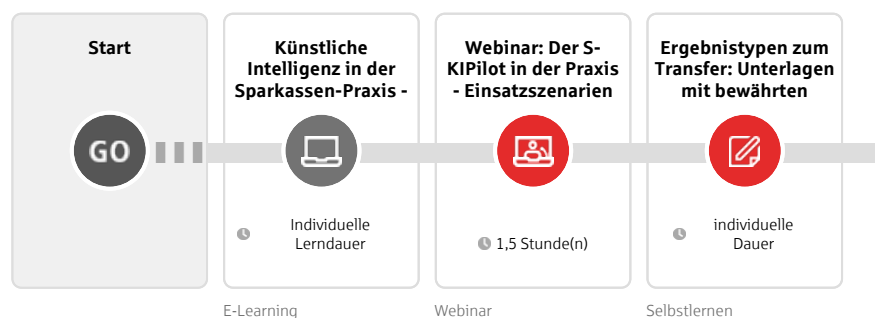 Start
GO
Künstliche
Intelligenz in der
Sparkassen-Praxis -
Individuelle
Lerndauer
E-Learning
Webinar: Der S-
KIPilot in der Praxis
- Einsatzszenarien
1,5 Stunde(n)
Webinar
Ergebnistypen zum
Transfer: Unterlagen
mit bewährten
individuelle
Dauer
Selbstlernen